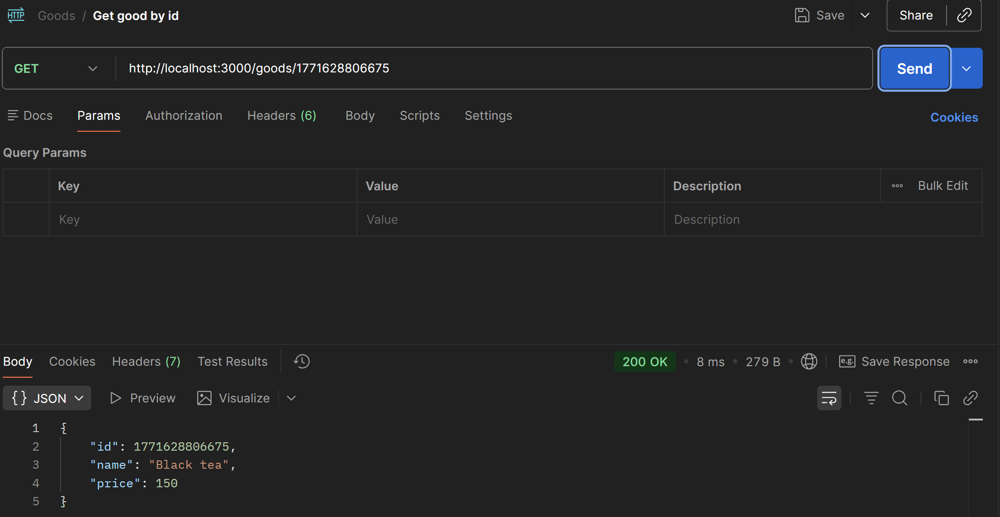 HTTP Goods / Get good by id Save Share
GET http://localhost:3000/goods/1771628806675 Send
Docs Params Authorization Headers (6) Body Scripts Settings Cookies
Query Params
Key Value Description Bulk Edit
Key Value Description
Body Cookies Headers (7) Test Results 200 OK • 8 ms • 279 B • e.g. Save Response
{} JSON Preview Visualize
1 {
2 "id": 1771628806675,
3 "name": "Black tea",
4 "price": 150
5 }